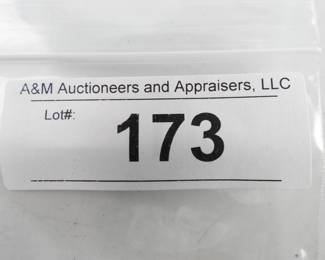 A&M Auctioneers and Appraisers, LLC
Lot#: 173